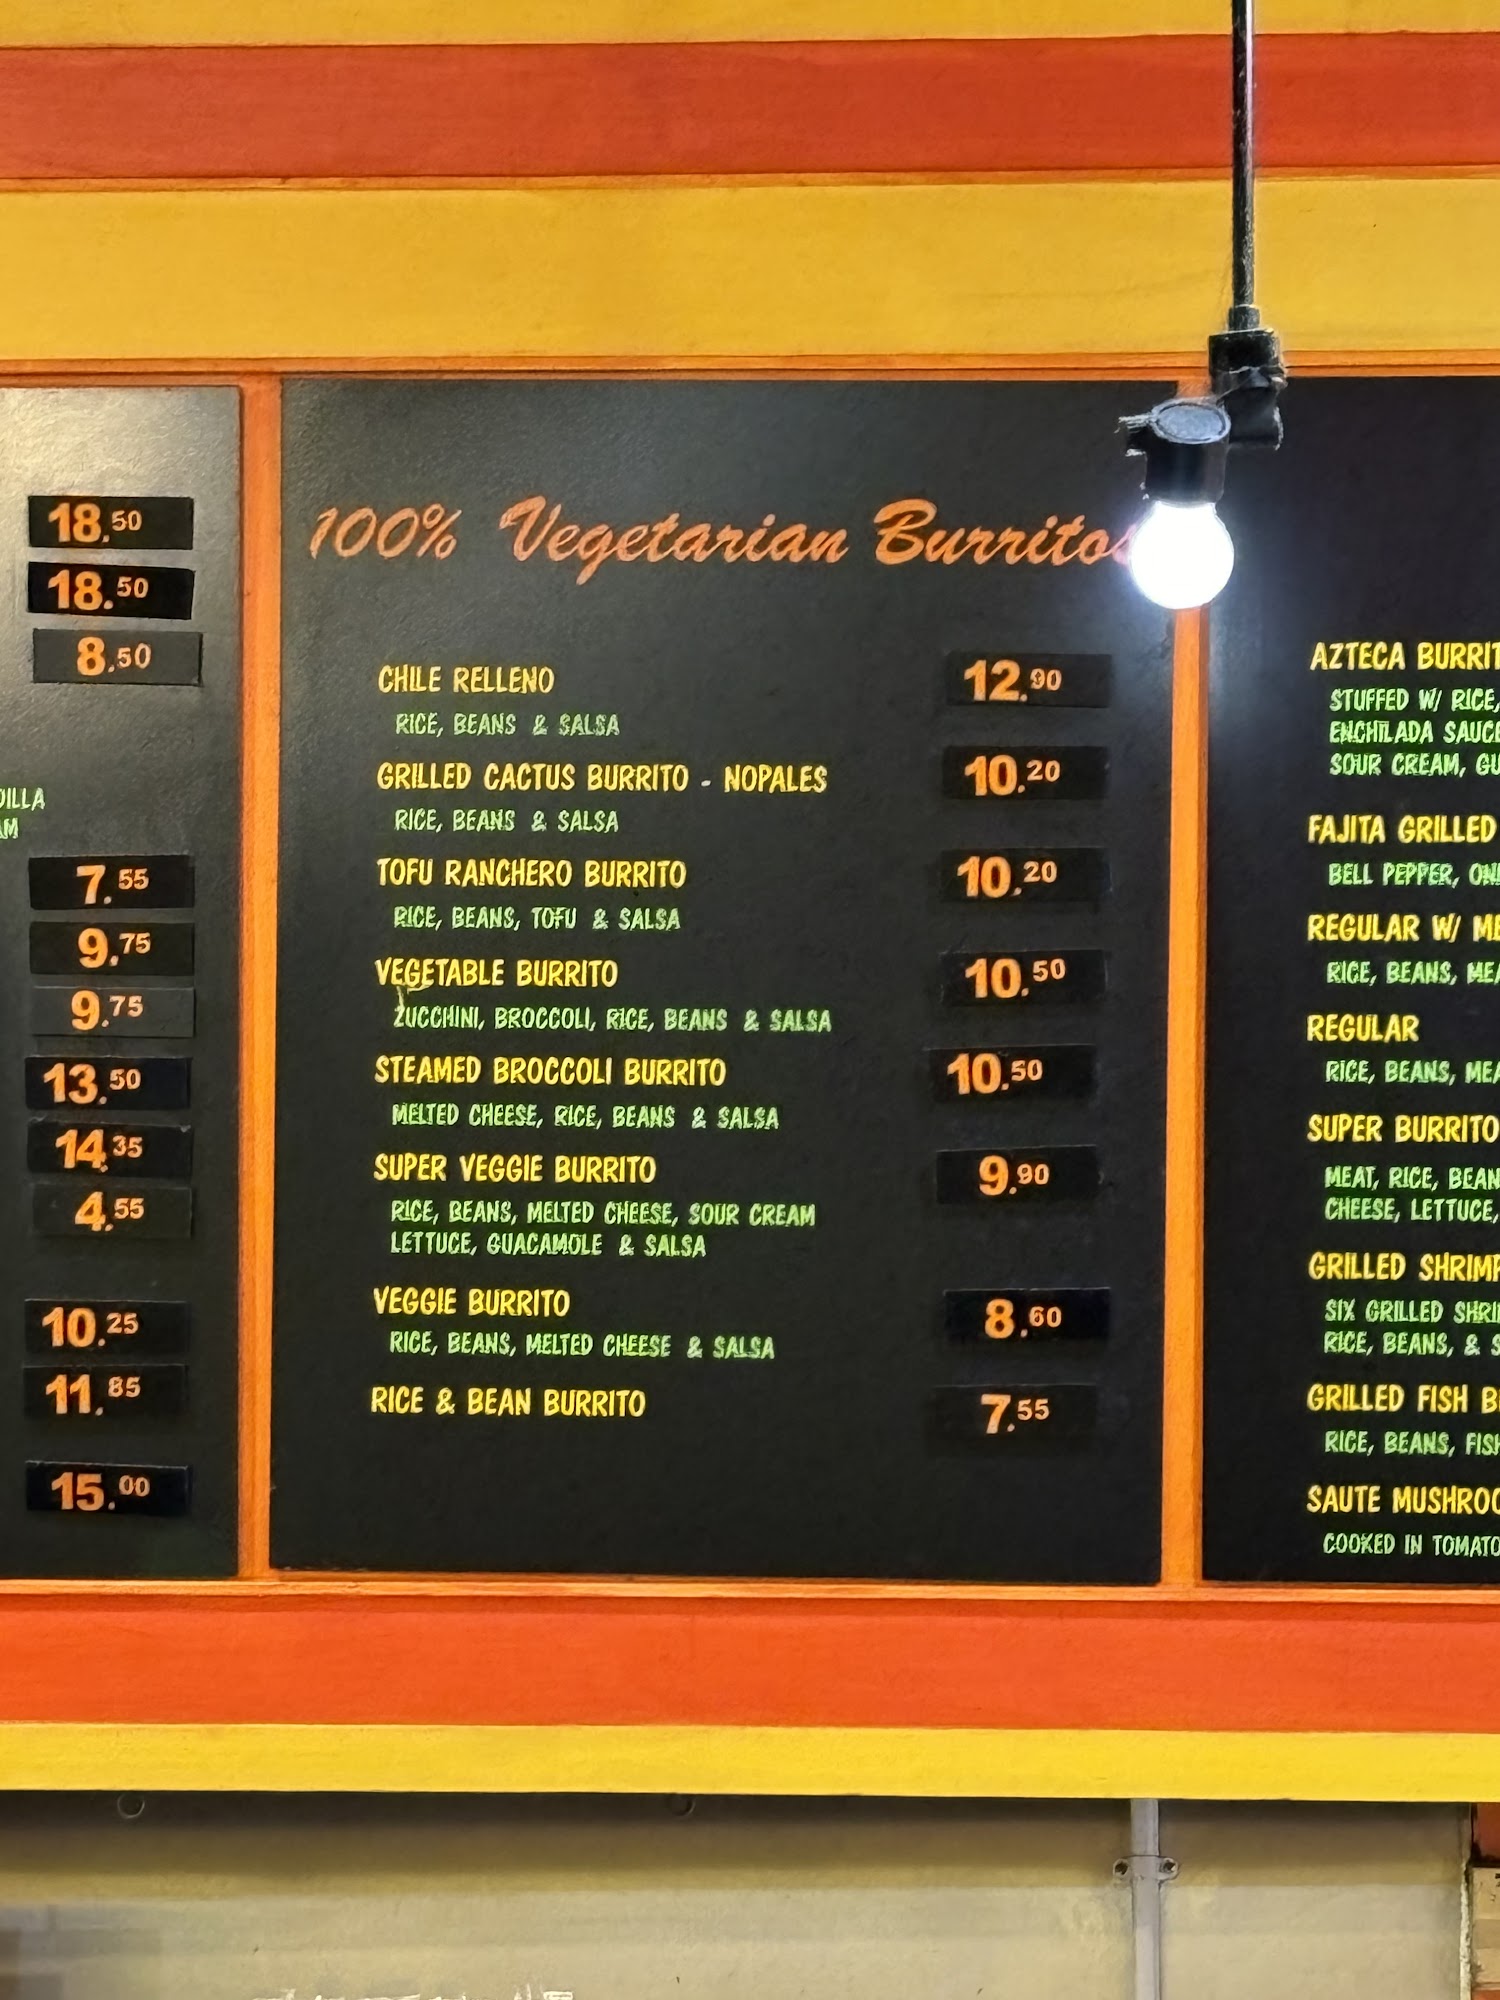 18.50
18.50
8.50
7.55
9.75
9.75
13.50
14.35
4.55
10.25
11.85
15.00
100% Vegetarian Burritos
CHILE RELLENO 12.90
RICE, BEANS & SALSA
GRILLED CACTUS BURRITO - NOPALES 10.20
RICE, BEANS & SALSA
TOFU RANCHERO BURRITO 10.20
RICE, BEANS, TOFU & SALSA
VEGETABLE BURRITO 10.50
ZUCCHINI, BROCCOLI, RICE, BEANS & SALSA
STEAMED BROCCOLI BURRITO 10.50
MELTED CHEESE, RICE, BEANS & SALSA
SUPER VEGGIE BURRITO 9.90
RICE, BEANS, MELTED CHEESE, SOUR CREAM
LETTUCE, GUACAMOLE & SALSA
VEGGIE BURRITO 8.60
RICE, BEANS, MELTED CHEESE & SALSA
RICE & BEAN BURRITO 7.55
AZTECA
STUFFED W/ RICE,
ENCHILADA SAUCE
SOUR CREAM,
FAJITA GRILLED
BELL PEPPER,
REGULAR W/
RICE, BEANS,
REGULAR
RICE, BEANS,
SUPER BURRITO
MEAT, RICE,
CHEESE, LETTUCE,
GRILLED
SIX GRILLED
RICE, BEANS, &
GRILLED FISH
RICE, BEANS,
SAUTE
COOKED IN